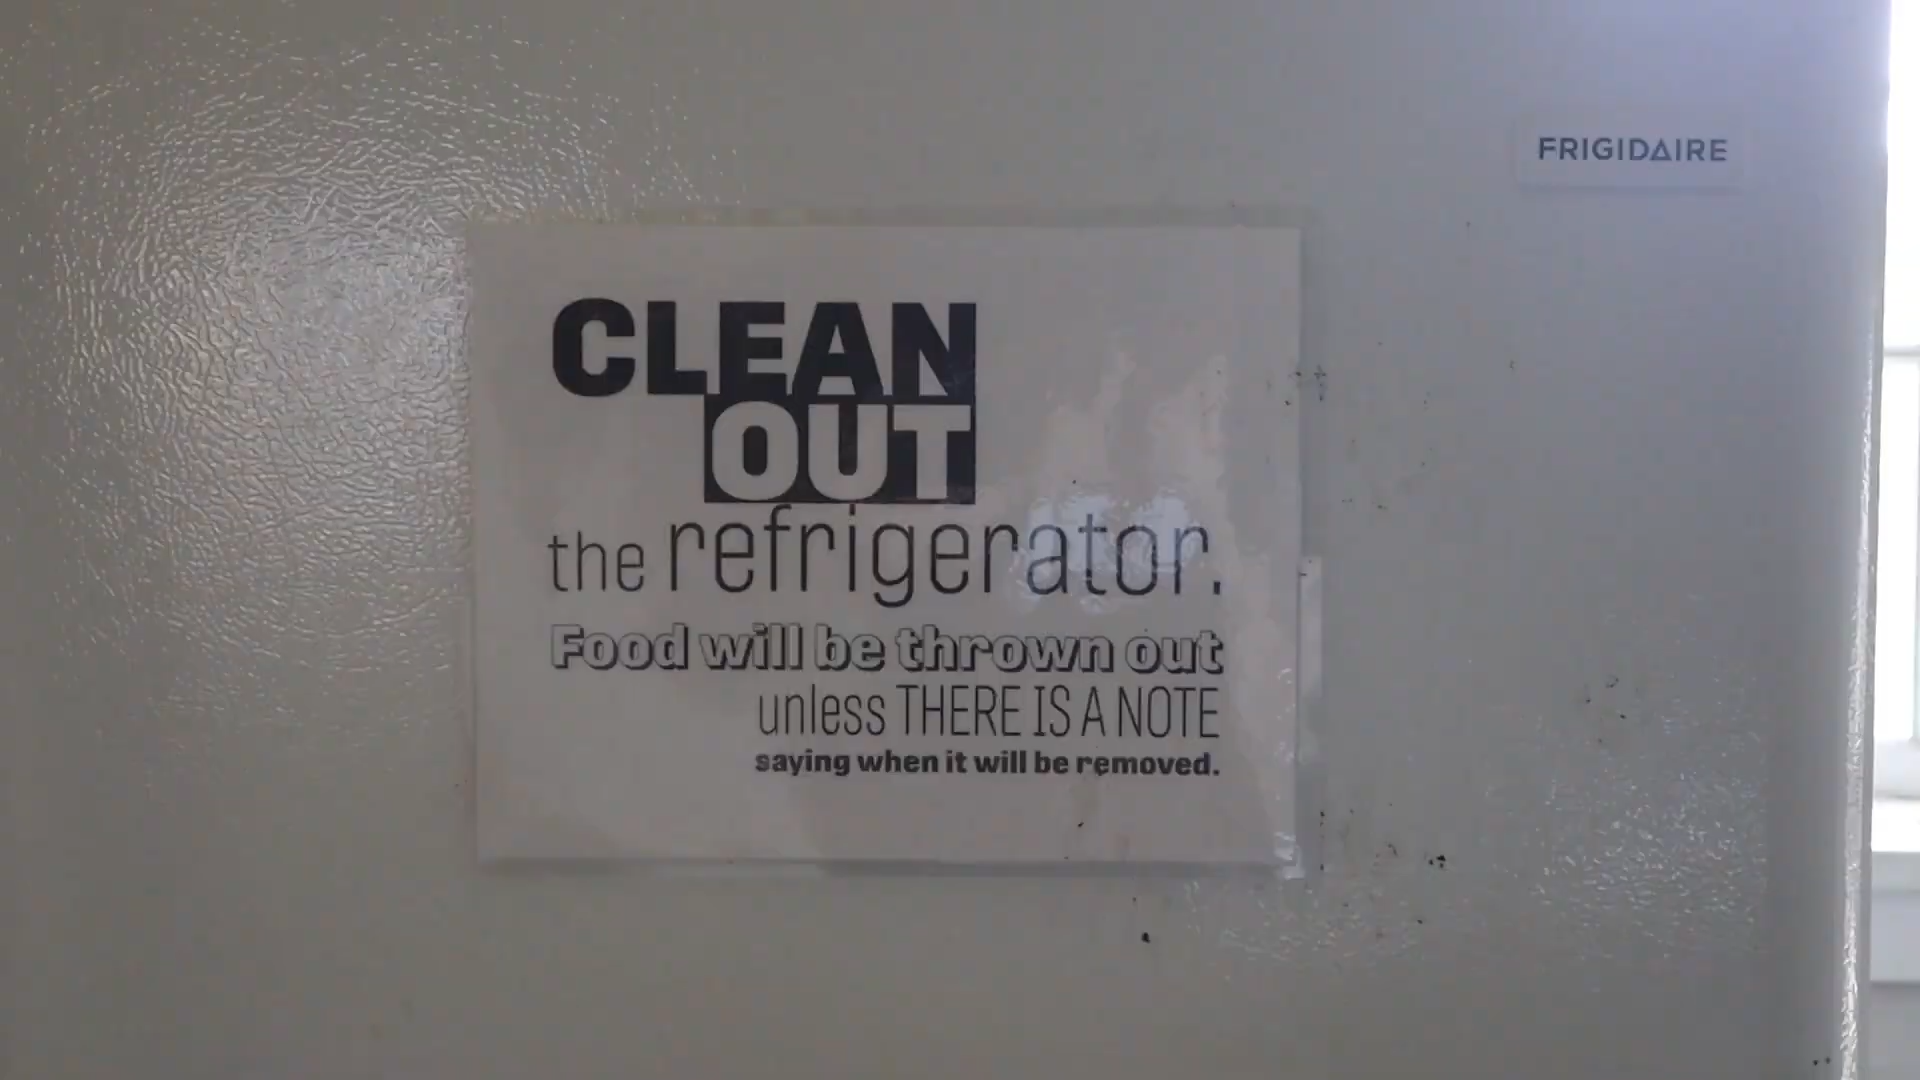 FRIGIDAIRE
CLEAN
OUT
the refrigerator.
Food will be thrown out
unless THERE IS A NOTE
saying when it will be removed.